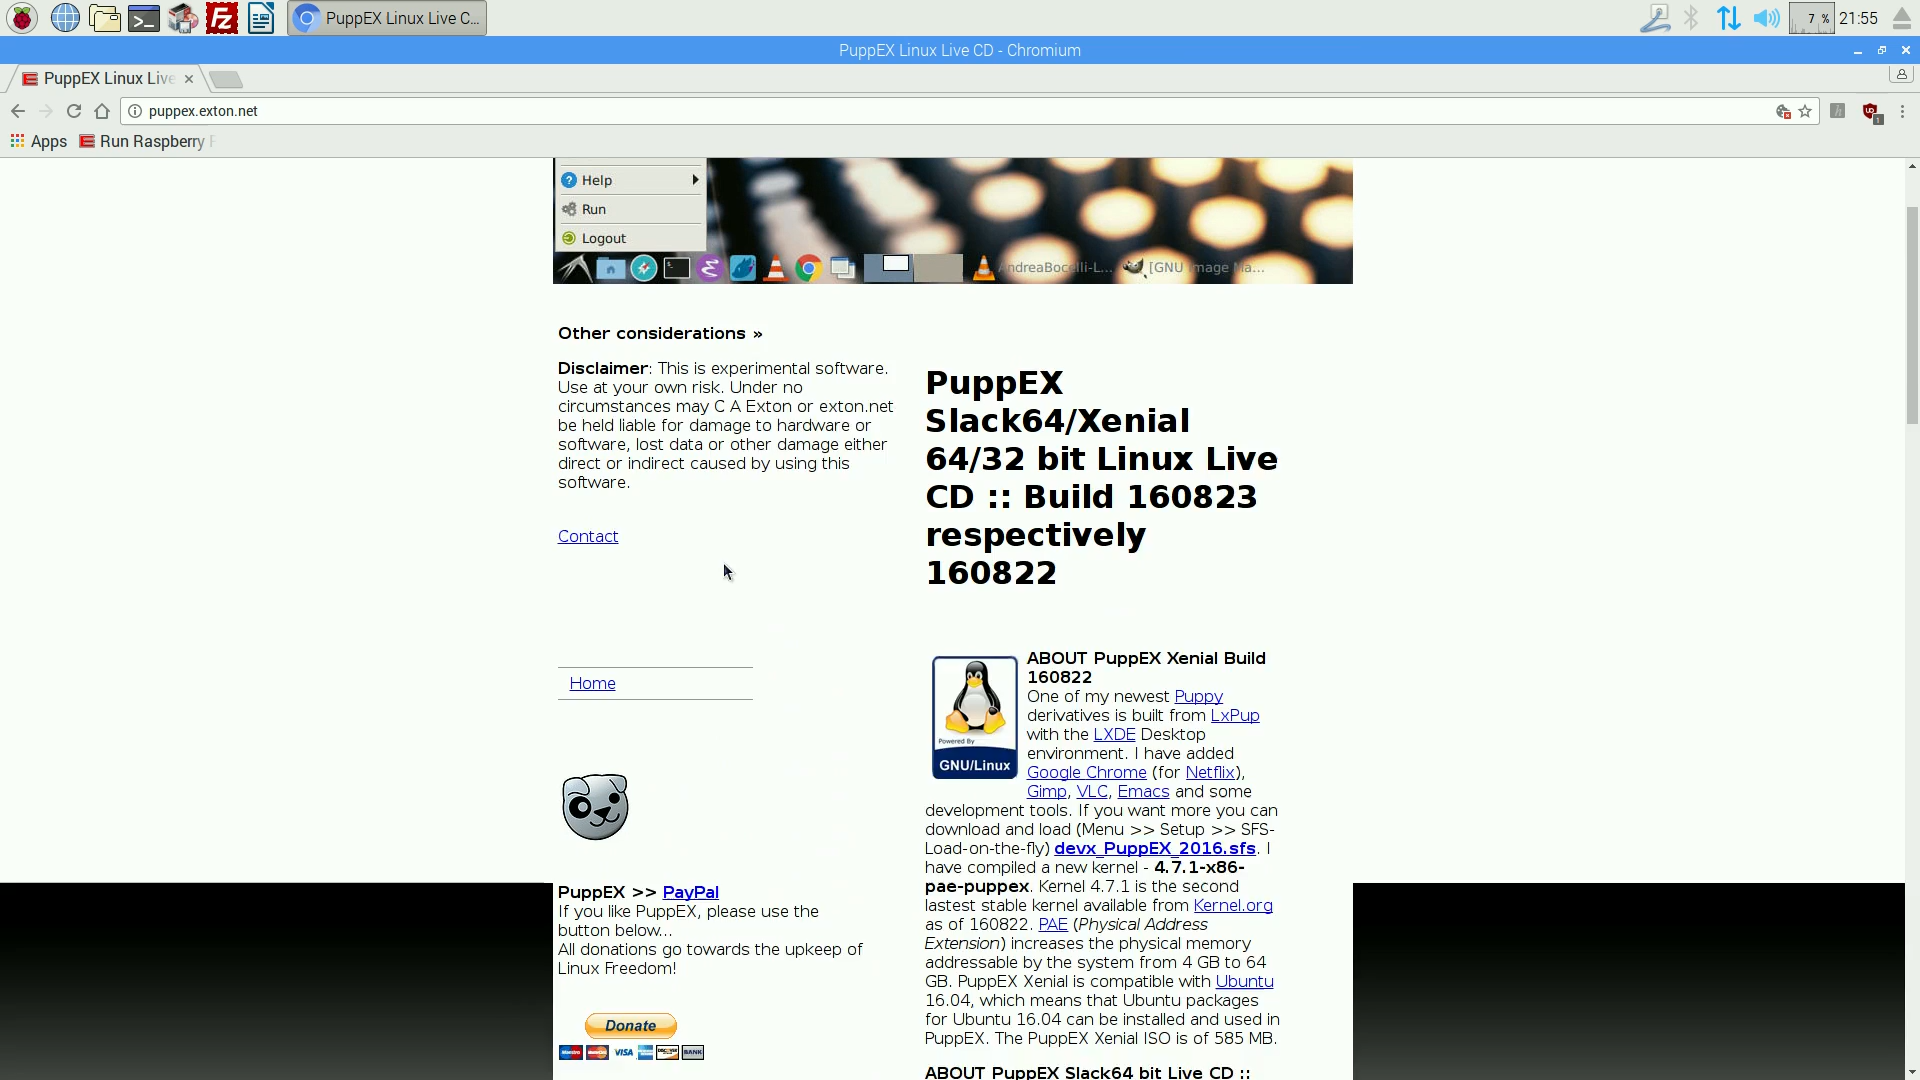 PuppEX Linux Live C...
7 %
21:55
PuppEX Linux Live CD - Chromium
PuppEX Linux Live
puppex.exton.net
Apps
Run Raspberry
Help
Run
Logout
AndreaBocelli-L...
[GNU Image Ma...
Other considerations »
Disclaimer: This is experimental software.
Use at your own risk. Under no
circumstances may C A Exton or exton.net
be held liable for damage to hardware or
software, lost data or other damage either
direct or indirect caused by using this
software.
Contact
Home
PuppEX >> PayPal
If you like PuppEX, please use the
button below...
All donations go towards the upkeep of
Linux Freedom!
Donate
VISA
BANK
PuppEX
Slack64/Xenial
64/32 bit Linux Live
CD :: Build 160823
respectively
160822
Powered By
GNU/Linux
ABOUT PuppEX Xenial Build
160822
One of my newest Puppy
derivatives is built from LxPup
with the LXDE Desktop
environment. I have added
Google Chrome (for Netflix),
Gimp, VLC, Emacs and some
development tools. If you want more you can
download and load (Menu >> Setup >> SFS-
Load-on-the-fly) devx_PuppEX_2016.sfs. I
have compiled a new kernel - 4.7.1-x86-
pae-puppex. Kernel 4.7.1 is the second
lastest stable kernel available from Kernel.org
as of 160822. PAE (Physical Address
Extension) increases the physical memory
addressable by the system from 4 GB to 64
GB. PuppEX Xenial is compatible with Ubuntu
16.04, which means that Ubuntu packages
for Ubuntu 16.04 can be installed and used in
PuppEX. The PuppEX Xenial ISO is of 585 MB.
ABOUT PuppEX Slack64 bit Live CD ::